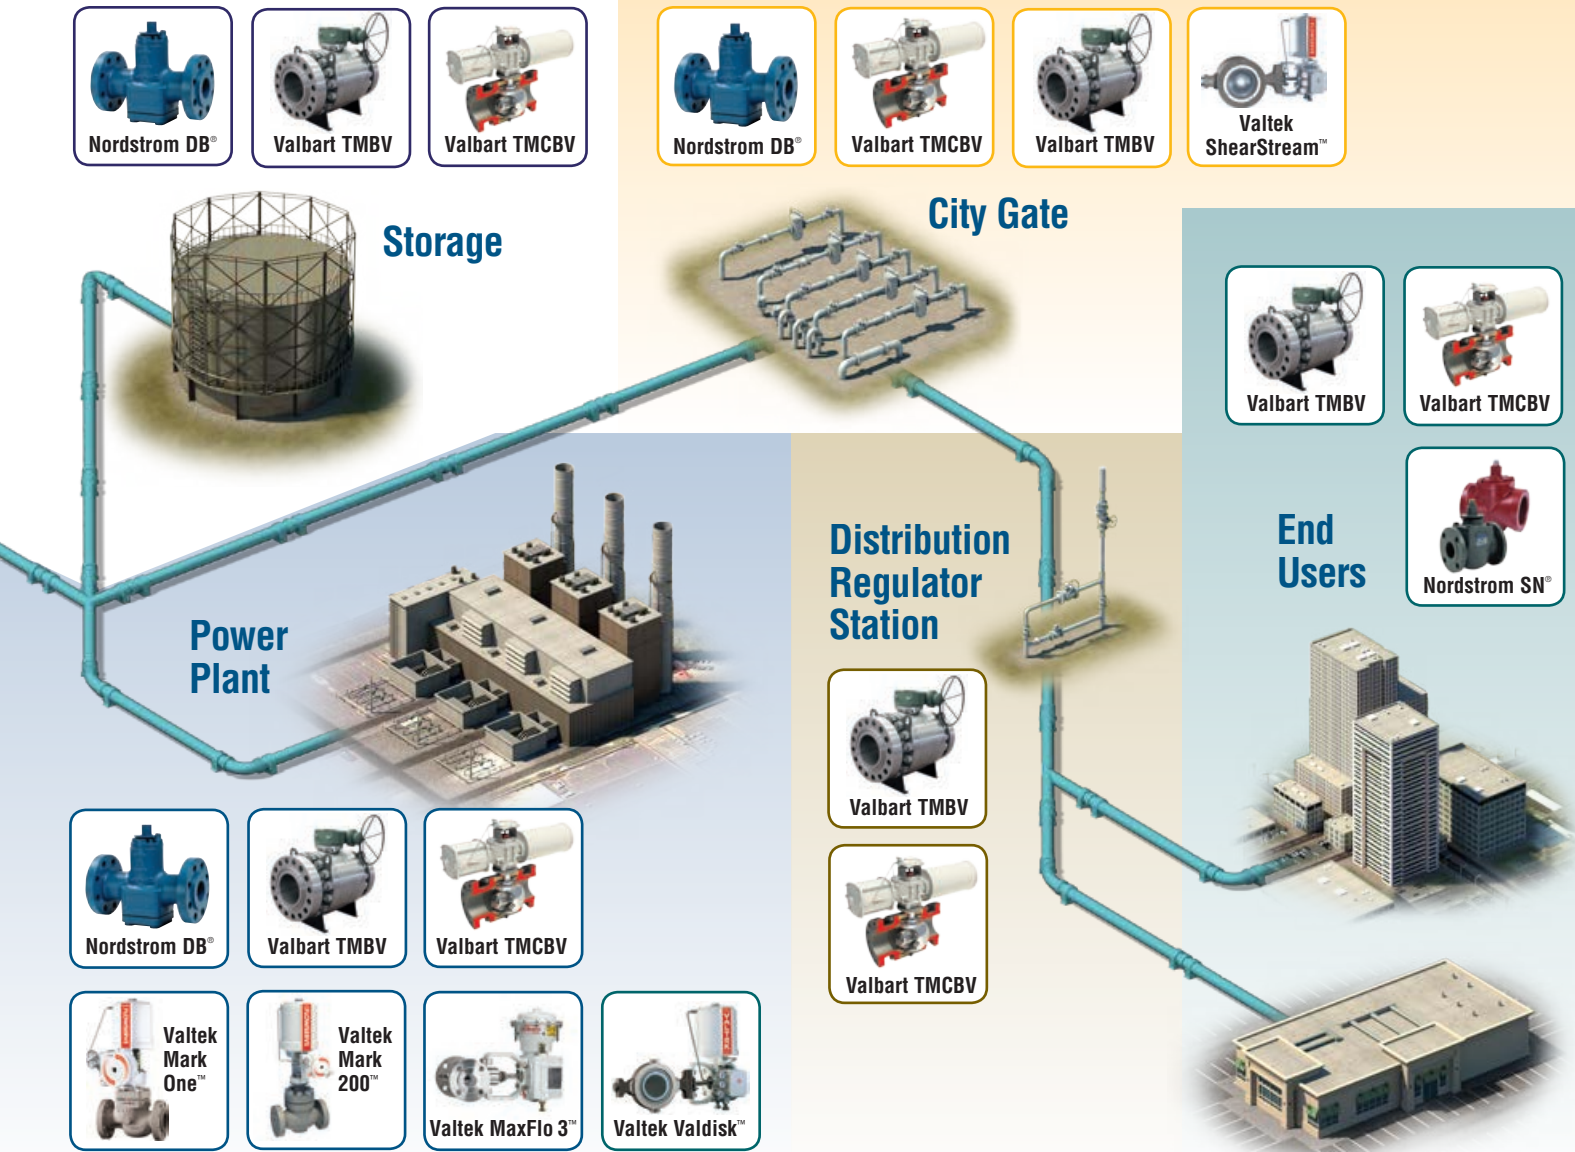 Nordstrom DB®
Valbart TMBV
Valbart TMCBV
Nordstrom DB®
Valbart TMCBV
Valbart TMBV
Valtek
ShearStream™
Storage
City Gate
Valbart TMBV
Valbart TMCBV
Nordstrom SN®
End
Users
Distribution
Regulator
Station
Valbart TMBV
Valbart TMCBV
Power
Plant
Nordstrom DB®
Valbart TMBV
Valbart TMCBV
Valtek
Mark
One™
Valtek
Mark
200™
Valtek MaxFlo 3™
Valtek Valdisk™